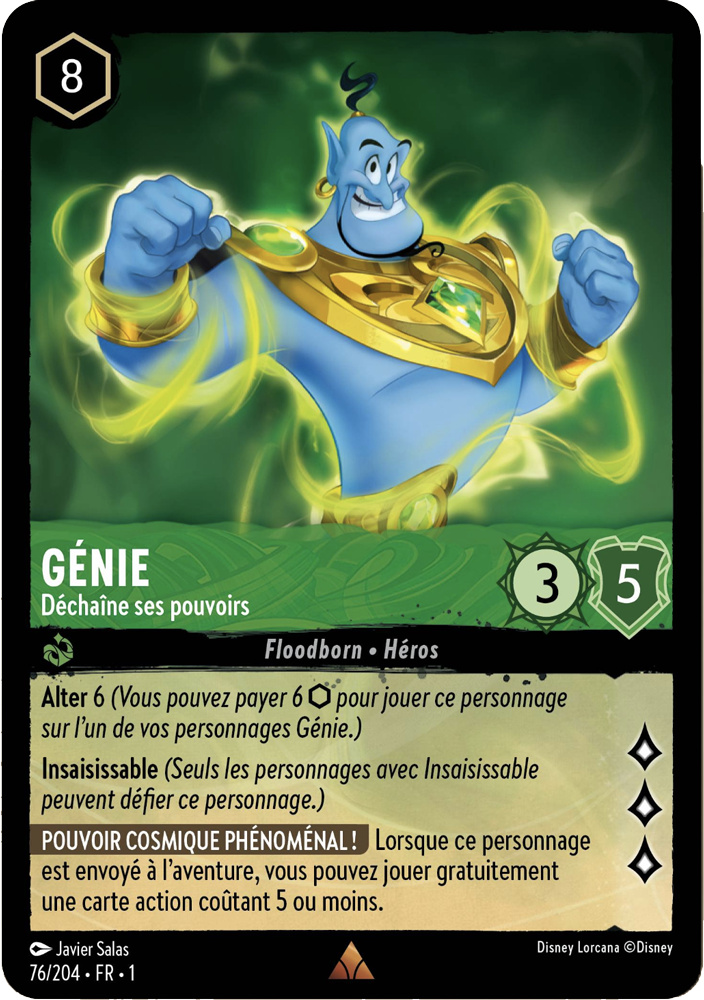 8
GÉNIE
Déchaîne ses pouvoirs
3
5
Floodborn • Héros
Alter 6 (Vous pouvez payer 6 ⬡ pour jouer ce personnage
sur l'un de vos personnages Génie.)
Insaisissable (Seuls les personnages avec Insaisissable
peuvent défier ce personnage.)
POUVOIR COSMIQUE PHÉNOMÉNAL ! Lorsque ce personnage
est envoyé à l'aventure, vous pouvez jouer gratuitement
une carte action coûtant 5 ou moins.
Javier Salas
Disney Lorcana ©Disney
76/204 • FR • 1